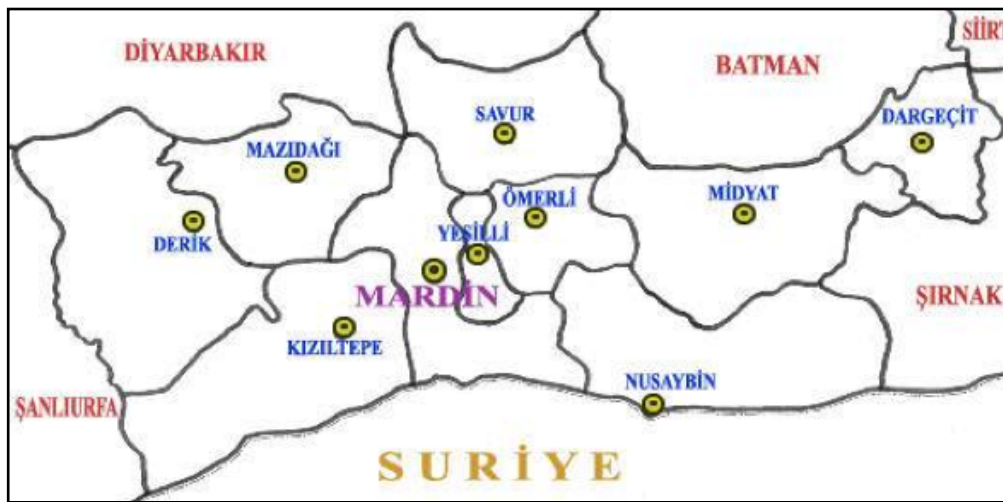 SİİRT
DİYARBAKIR
BATMAN
SAVUR
DARGEÇİT
MAZIDAĞI
ÖMERLİ
MİDYAT
YEŞİLLİ
DERİK
MARDİN
ŞIRNAK
KIZILTEPE
NUSAYBİN
ŞANLIURFA
SURİYE